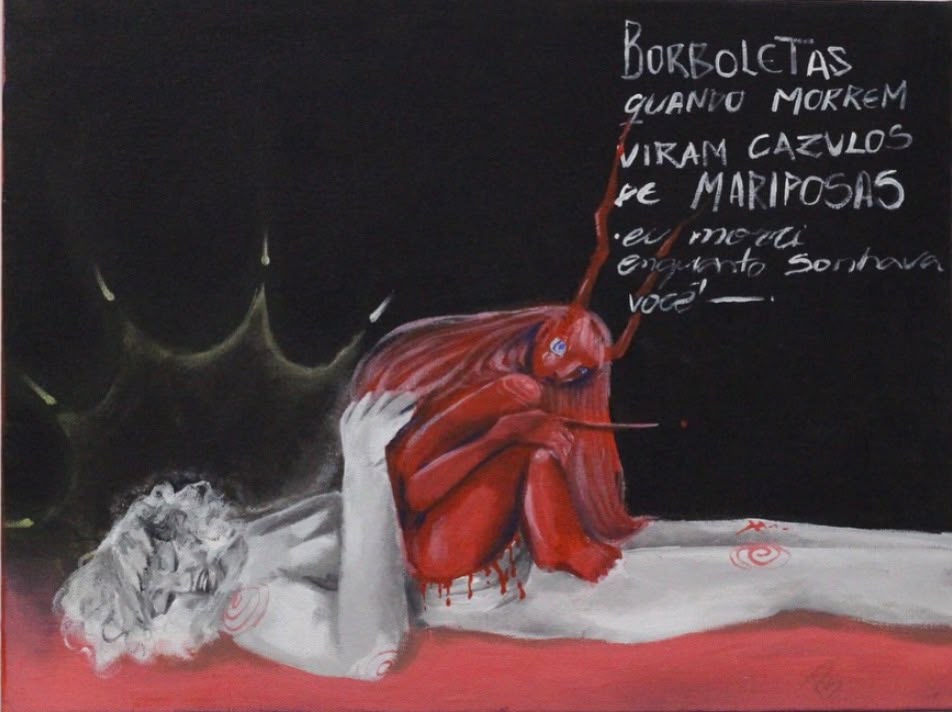 BORBOLETAS
QUANDO MORREM
VIRAM CAZULOS
DE MARIPOSAS
·eu morri
enquanto sonhava
você —.